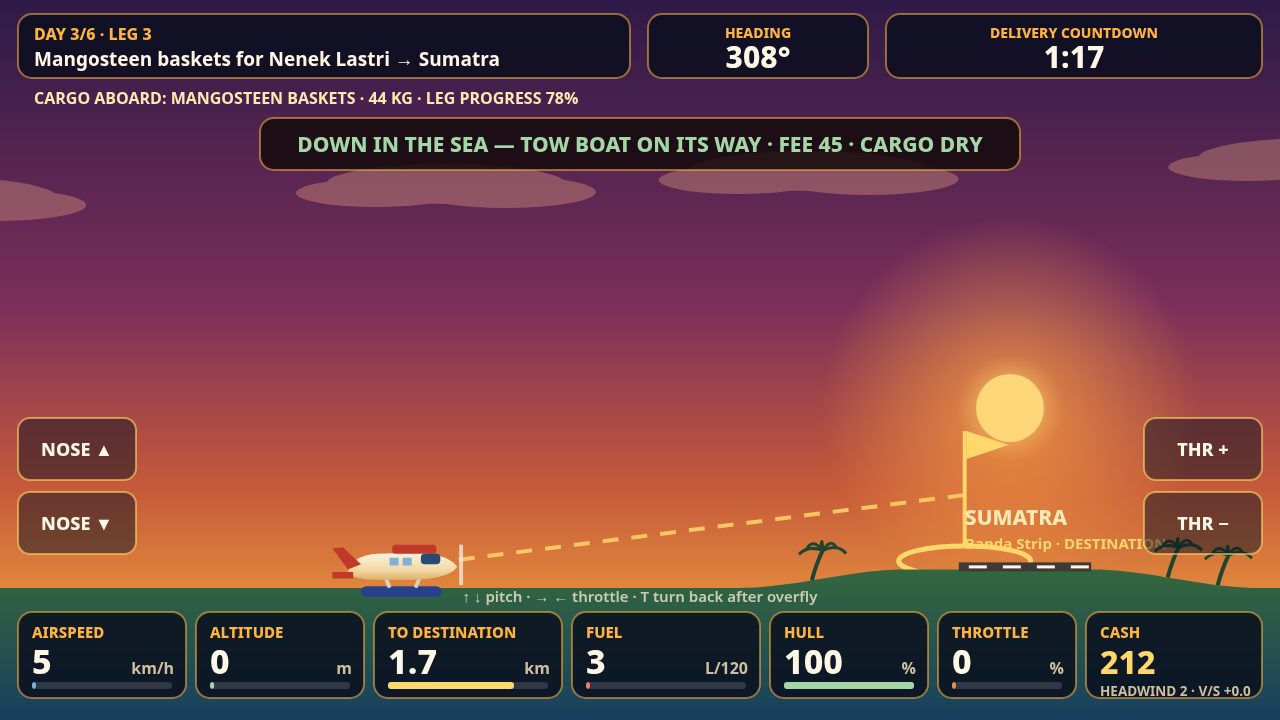 DAY 3/6 · LEG 3
Mangosteen baskets for Nenek Lastri → Sumatra
HEADING
308°
DELIVERY COUNTDOWN
1:17
CARGO ABOARD: MANGOSTEEN BASKETS · 44 KG · LEG PROGRESS 78%
DOWN IN THE SEA — TOW BOAT ON ITS WAY · FEE 45 · CARGO DRY
NOSE ▲
THR +
NOSE ▼
THR −
SUMATRA
Banda Strip · DESTINATION
↑ ↓ pitch · → ← throttle · T turn back after overfly
AIRSPEED
5 km/h
ALTITUDE
0 m
TO DESTINATION
1.7 km
FUEL
3 L/120
HULL
100 %
THROTTLE
0 %
CASH
212
HEADWIND 2 · V/S +0.0